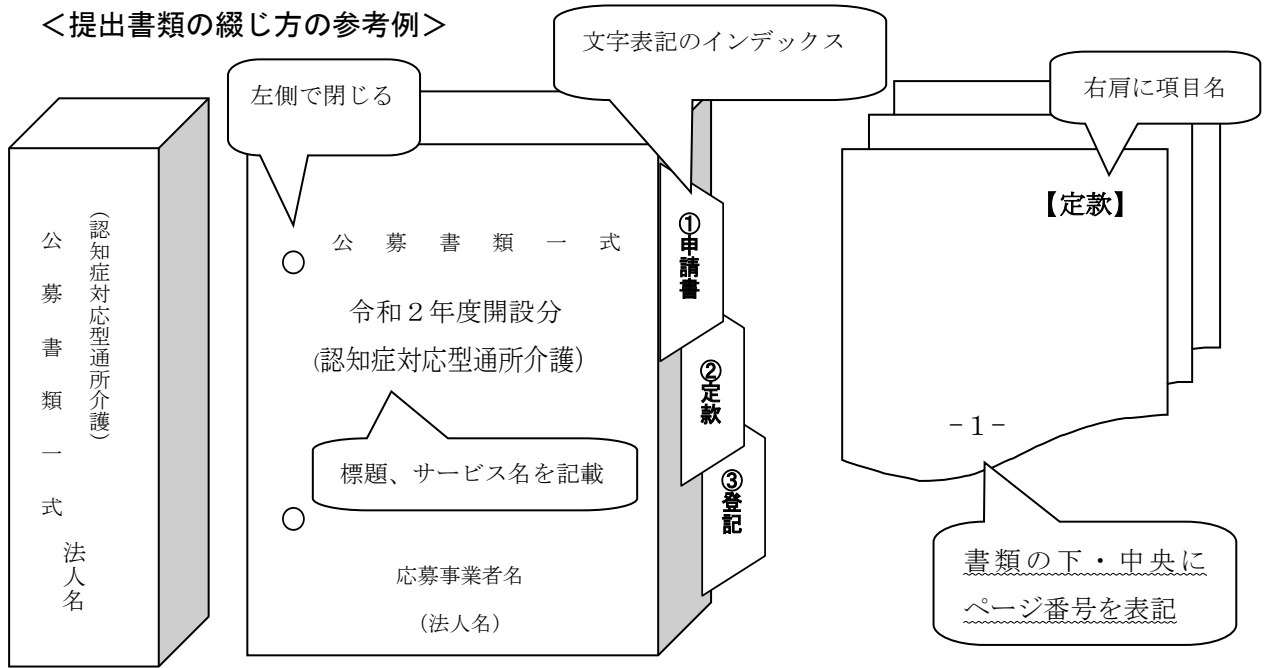 ＜提出書類の綴じ方の参考例＞
文字表記のインデックス
左側で閉じる
右肩に項目名
公募書類一式
（認知症対応型通所介護）
法人名
公募書類一式
令和２年度開設分
(認知症対応型通所介護）
標題、サービス名を記載
応募事業者名
（法人名）
①申請書
②定款
③登記
【定款】
－１－
書類の下・中央に
ページ番号を表記